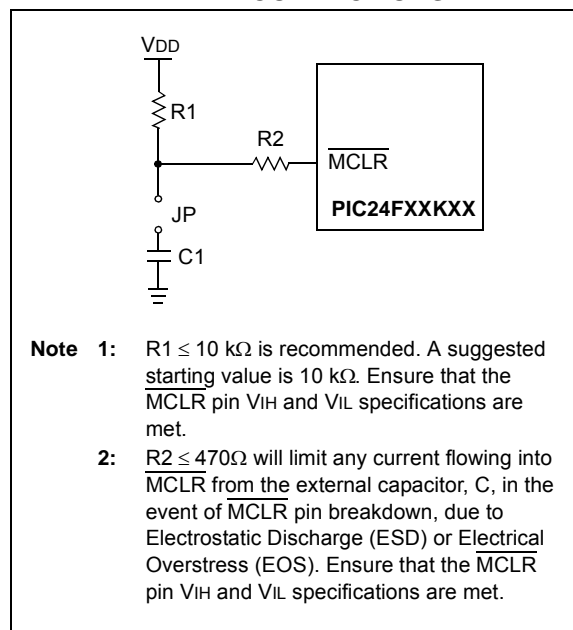 VDD
R1
R2
MCLR
PIC24FXXKXX
JP
C1
Note 1: R1 ≤ 10 kΩ is recommended. A suggested
starting value is 10 kΩ. Ensure that the
MCLR pin VIH and VIL specifications are
met.
2: R2 ≤ 470Ω will limit any current flowing into
MCLR from the external capacitor, C, in the
event of MCLR pin breakdown, due to
Electrostatic Discharge (ESD) or Electrical
Overstress (EOS). Ensure that the MCLR
pin VIH and VIL specifications are met.